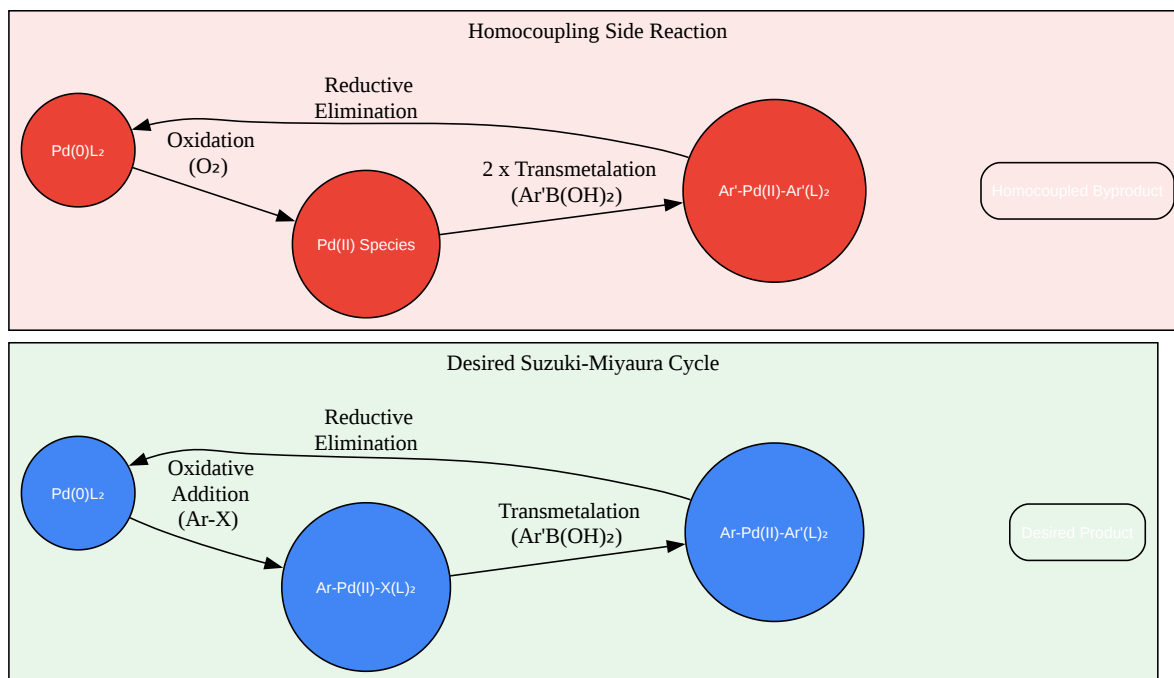 Homocoupling Side Reaction
Reductive
Elimination
Pd(0)L₂
Oxidation
(O₂)
2 x Transmetalation
(Ar'B(OH)₂)
Ar'-Pd(II)-Ar'(L)₂
Homocoupled Byproduct
Pd(II) Species
Desired Suzuki-Miyaura Cycle
Reductive
Elimination
Pd(0)L₂
Oxidative
Addition
(Ar-X)
Transmetalation
(Ar'B(OH)₂)
Ar-Pd(II)-Ar'(L)₂
Desired Product
Ar-Pd(II)-X(L)₂